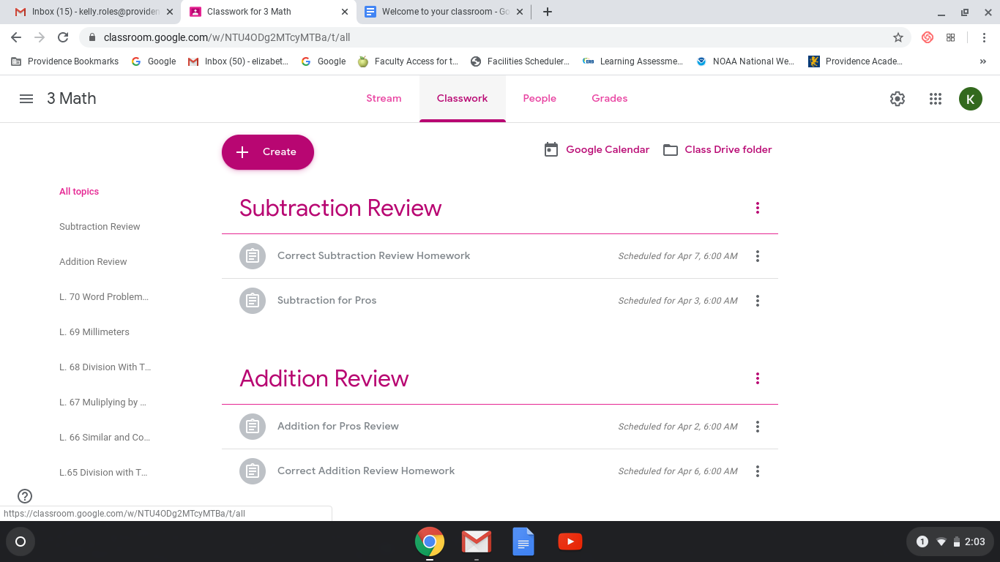 Inbox (15) - kelly.roles@providen
Classwork for 3 Math
Welcome to your classroom - Go
classroom.google.com/w/NTU4ODg2MTcyMTBa/t/all
Providence Bookmarks
Google
Inbox (50) - elizabet...
Google
Faculty Access for t...
Facilities Scheduler...
ERB
Learning Assessme...
NOAA National We...
Providence Acade...
3 Math
Stream
Classwork
People
Grades
K
Create
Google Calendar
Class Drive folder
All topics
Subtraction Review
Addition Review
L. 70 Word Problem...
L. 69 Millimeters
L. 68 Division With T...
L. 67 Muliplying by ...
L. 66 Similar and Co...
L.65 Division with T...
Subtraction Review
Correct Subtraction Review Homework
Scheduled for Apr 7, 6:00 AM
Subtraction for Pros
Scheduled for Apr 3, 6:00 AM
Addition Review
Addition for Pros Review
Scheduled for Apr 2, 6:00 AM
Correct Addition Review Homework
Scheduled for Apr 6, 6:00 AM
https://classroom.google.com/w/NTU4ODg2MTcyMTBa/t/all
1
2:03